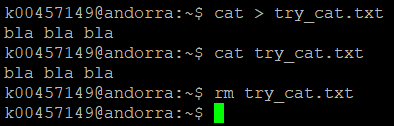 k00457149@andorra:~$ cat > try_cat.txt
bla bla bla
k00457149@andorra:~$ cat try_cat.txt
bla bla bla
k00457149@andorra:~$ rm try_cat.txt
k00457149@andorra:~$